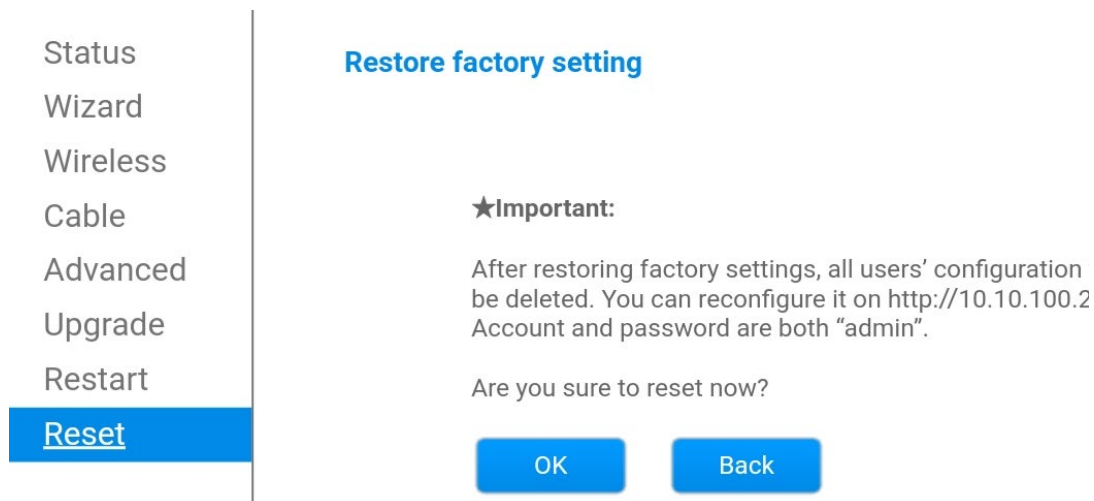 Status
Wizard
Wireless
Cable
Advanced
Upgrade
Restart
Reset
Restore factory setting
★Important:
After restoring factory settings, all users’ configuration
be deleted. You can reconfigure it on http://10.10.100.2
Account and password are both “admin”.
Are you sure to reset now?
OK
Back